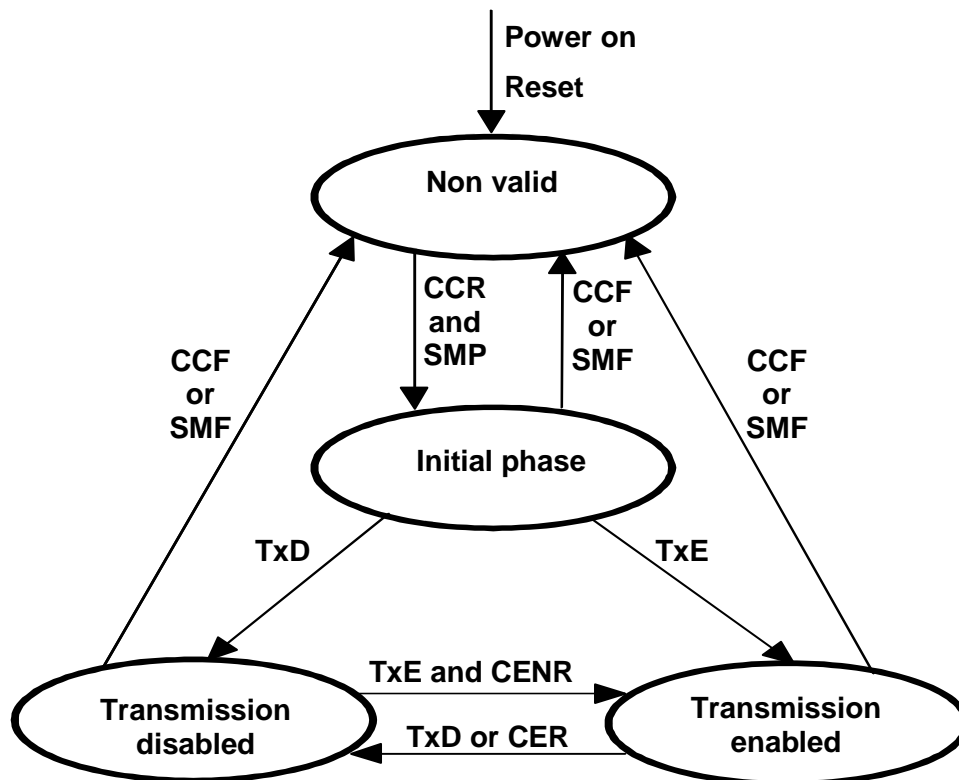 Power on
Reset
Non valid
CCR
and
SMP
CCF
or
SMF
CCF
or
SMF
CCF
or
SMF
Initial phase
TxD
TxE
TxE and CENR
Transmission
disabled
TxD or CER
Transmission
enabled